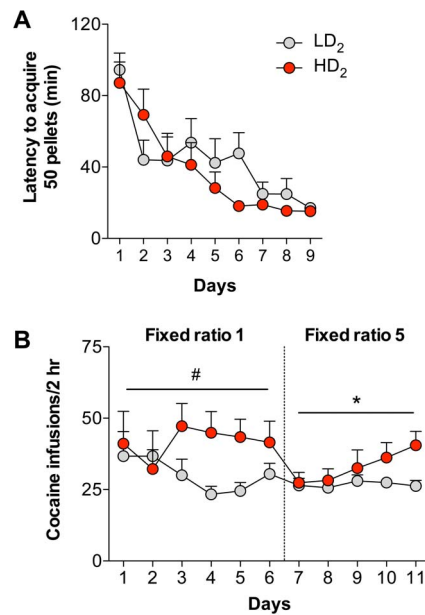 A
Latency to acquire
50 pellets (min)
120
80
40
0
LD₂
HD₂
1 2 3 4 5 6 7 8 9
Days
B
Fixed ratio 1
Fixed ratio 5
Cocaine infusions/2 hr
75
50
25
0
#
*
1 2 3 4 5 6 7 8 9 10 11
Days